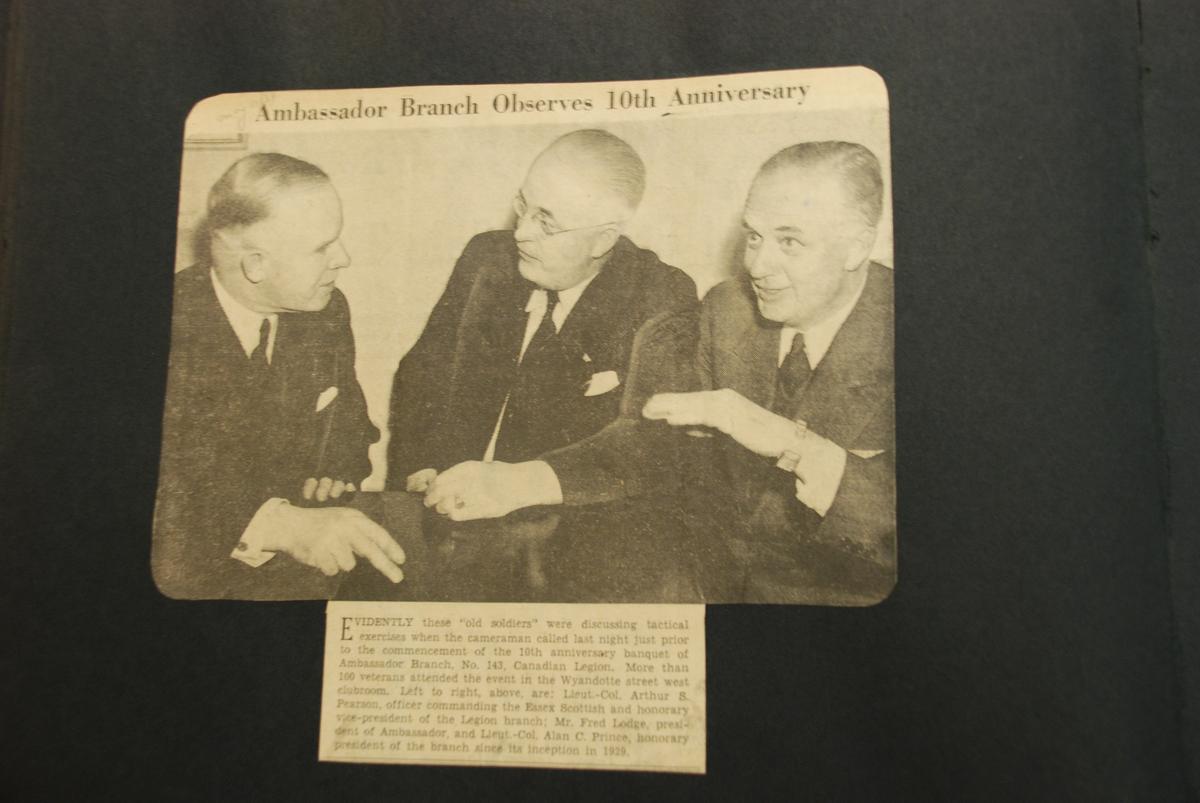 Ambassador Branch Observes 10th Anniversary
EVIDENTLY these "old soldiers" were discussing tactical
exercises when the cameraman called last night just prior
to the commencement of the 10th anniversary banquet of
Ambassador Branch, No. 143, Canadian Legion. More than
100 veterans attended the event in the Wyandotte street west
clubroom. Left to right, above, are: Lieut.-Col. Arthur S.
Pearson, officer commanding the Essex Scottish and honorary
vice-president of the Legion branch; Mr. Fred Lodge, presi-
dent of Ambassador, and Lieut.-Col. Alan C. Prince, honorary
president of the branch since its inception in 1929.